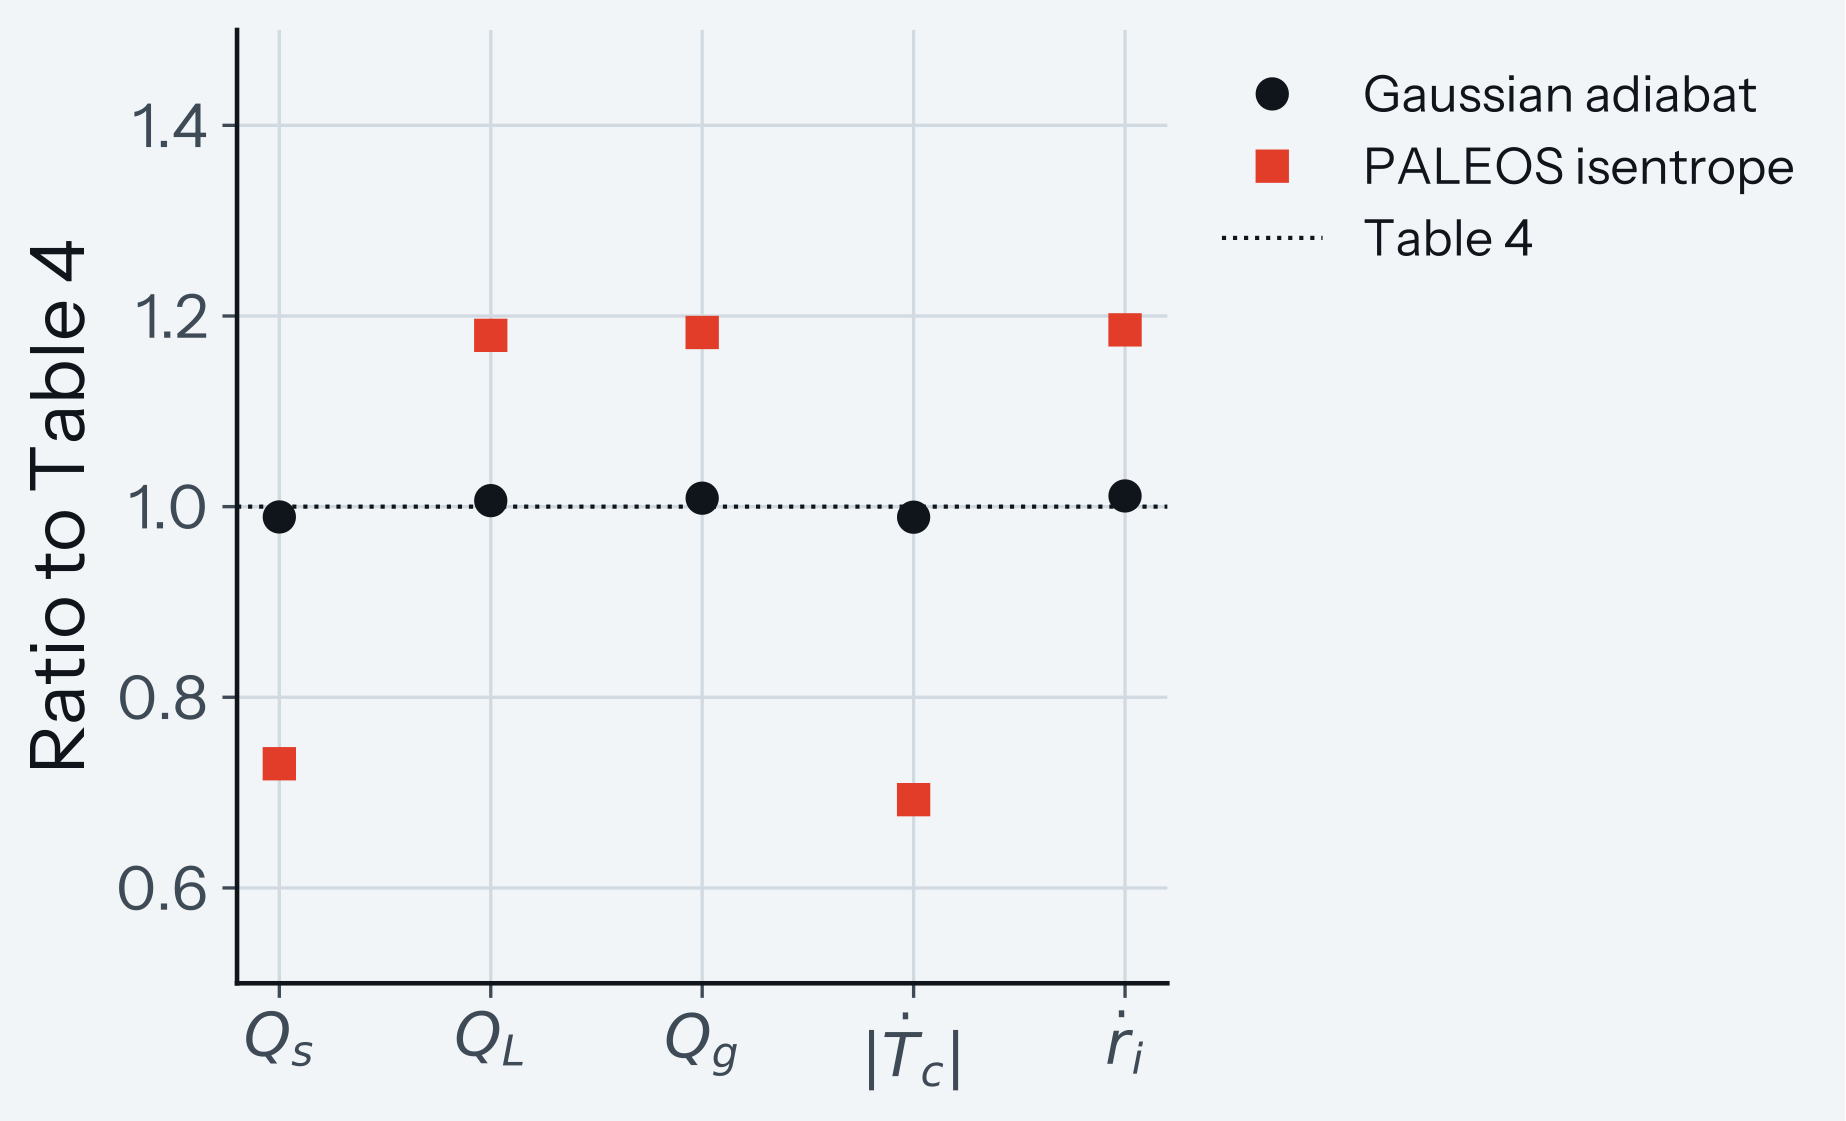 Ratio to Table 4
1.4
1.2
1.0
0.8
0.6
Q_s Q_L Q_g |Ṫ_c| ṙ_i
Gaussian adiabat
PALEOS isentrope
Table 4